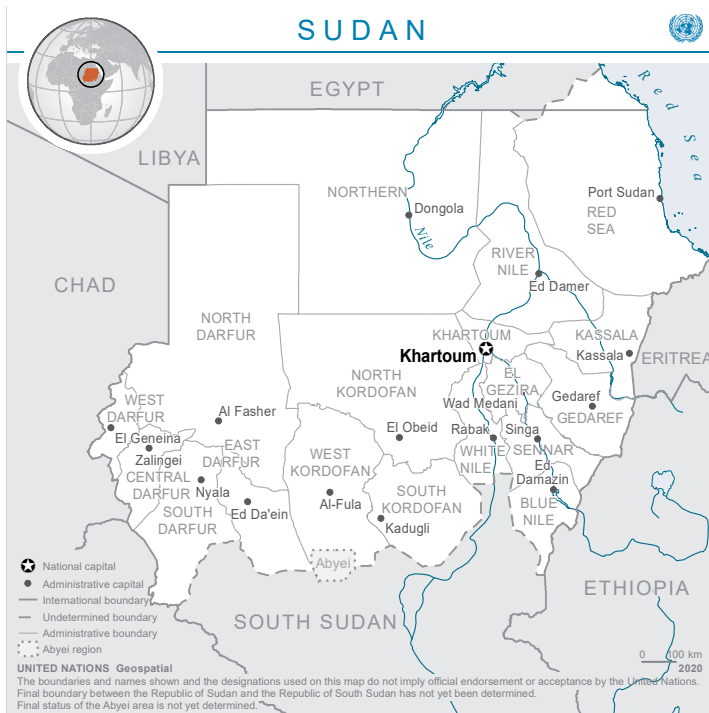 SUDAN
EGYPT
Red Sea
LIBYA
NORTHERN
Port Sudan
Dongola
RED
SEA
Nile
RIVER
NILE
CHAD
Ed Damer
NORTH
DARFUR
KHARTOUM
KASSALA
Khartoum
Kassala
ERITREA
NORTH
KORDOFAN
EL
GEZIRA
WEST
DARFUR
Wad Medani
Gedaref
Al Fasher
GEDAREF
El Geneina
El Obeid
Rabak
Singa
EAST
DARFUR
Zalingei
WEST
KORDOFAN
WHITE
NILE
SENNAR
Ed
Damazin
CENTRAL
DARFUR
Nyala
SOUTH
KORDOFAN
Al-Fula
BLUE
NILE
SOUTH
DARFUR
Ed Da'ein
Kadugli
Abyei
ETHIOPIA
SOUTH SUDAN
National capital
Administrative capital
International boundary
Undetermined boundary
Administrative boundary
Abyei region
0 100 km
UNITED NATIONS Geospatial
2020
The boundaries and names shown and the designations used on this map do not imply official endorsement or acceptance by the United Nations.
Final boundary between the Republic of Sudan and the Republic of South Sudan has not yet been determined.
Final status of the Abyei area is not yet determined.